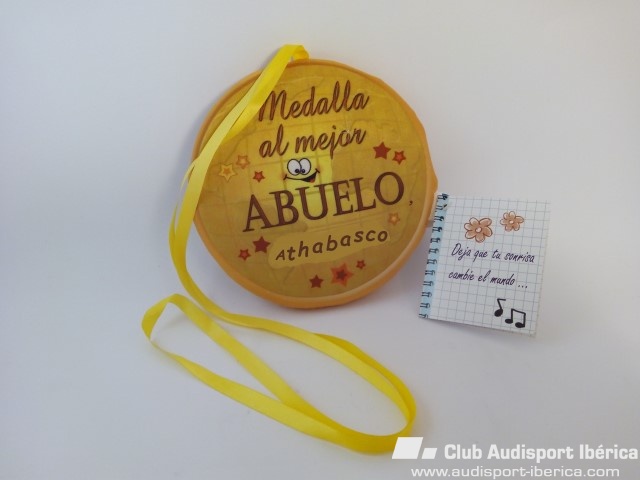 Medalla
al mejor
ABUELO
Athabasco
Deja que tu sonrisa
cambie el mundo ...
Club Audisport Ibérica
www.audisport-iberica.com